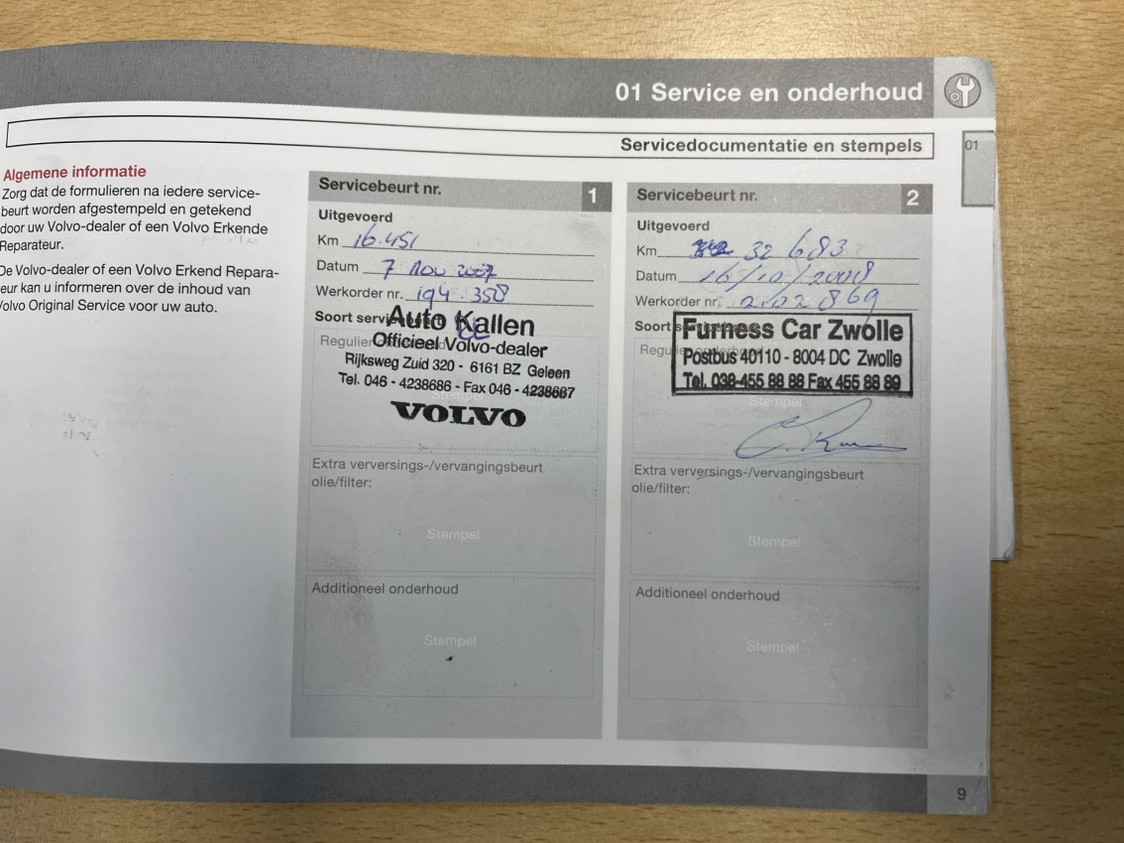 01 Service en onderhoud
Servicedocumentatie en stempels
01
Algemene informatie
Zorg dat de formulieren na iedere service-
beurt worden afgestempeld en getekend
door uw Volvo-dealer of een Volvo Erkende
Reparateur.
De Volvo-dealer of een Volvo Erkend Repara-
eur kan u informeren over de inhoud van
Volvo Original Service voor uw auto.
Servicebeurt nr. 1
Uitgevoerd
Km 16.451
Datum 7 nov 2007
Werkorder nr. 194.358
Soort
Auto Kallen
Officieel Volvo-dealer
Rijksweg Zuid 320 - 6161 BZ Geleen
Tel. 046 - 4238686 - Fax 046 - 4238687
VOLVO
Extra verversings-/vervangingsbeurt
olie/filter:
Stempel
Additioneel onderhoud
Stempel
Servicebeurt nr. 2
Uitgevoerd
Km 32 683
Datum 16/10/2008
Werkorder nr. 202869
Soort
Furness Car Zwolle
Postbus 40110 - 8004 DC Zwolle
Tel. 038-455 88 88 Fax 455 88 89
Stempel
Extra verversings-/vervangingsbeurt
olie/filter:
Stempel
Additioneel onderhoud
Stempel
9